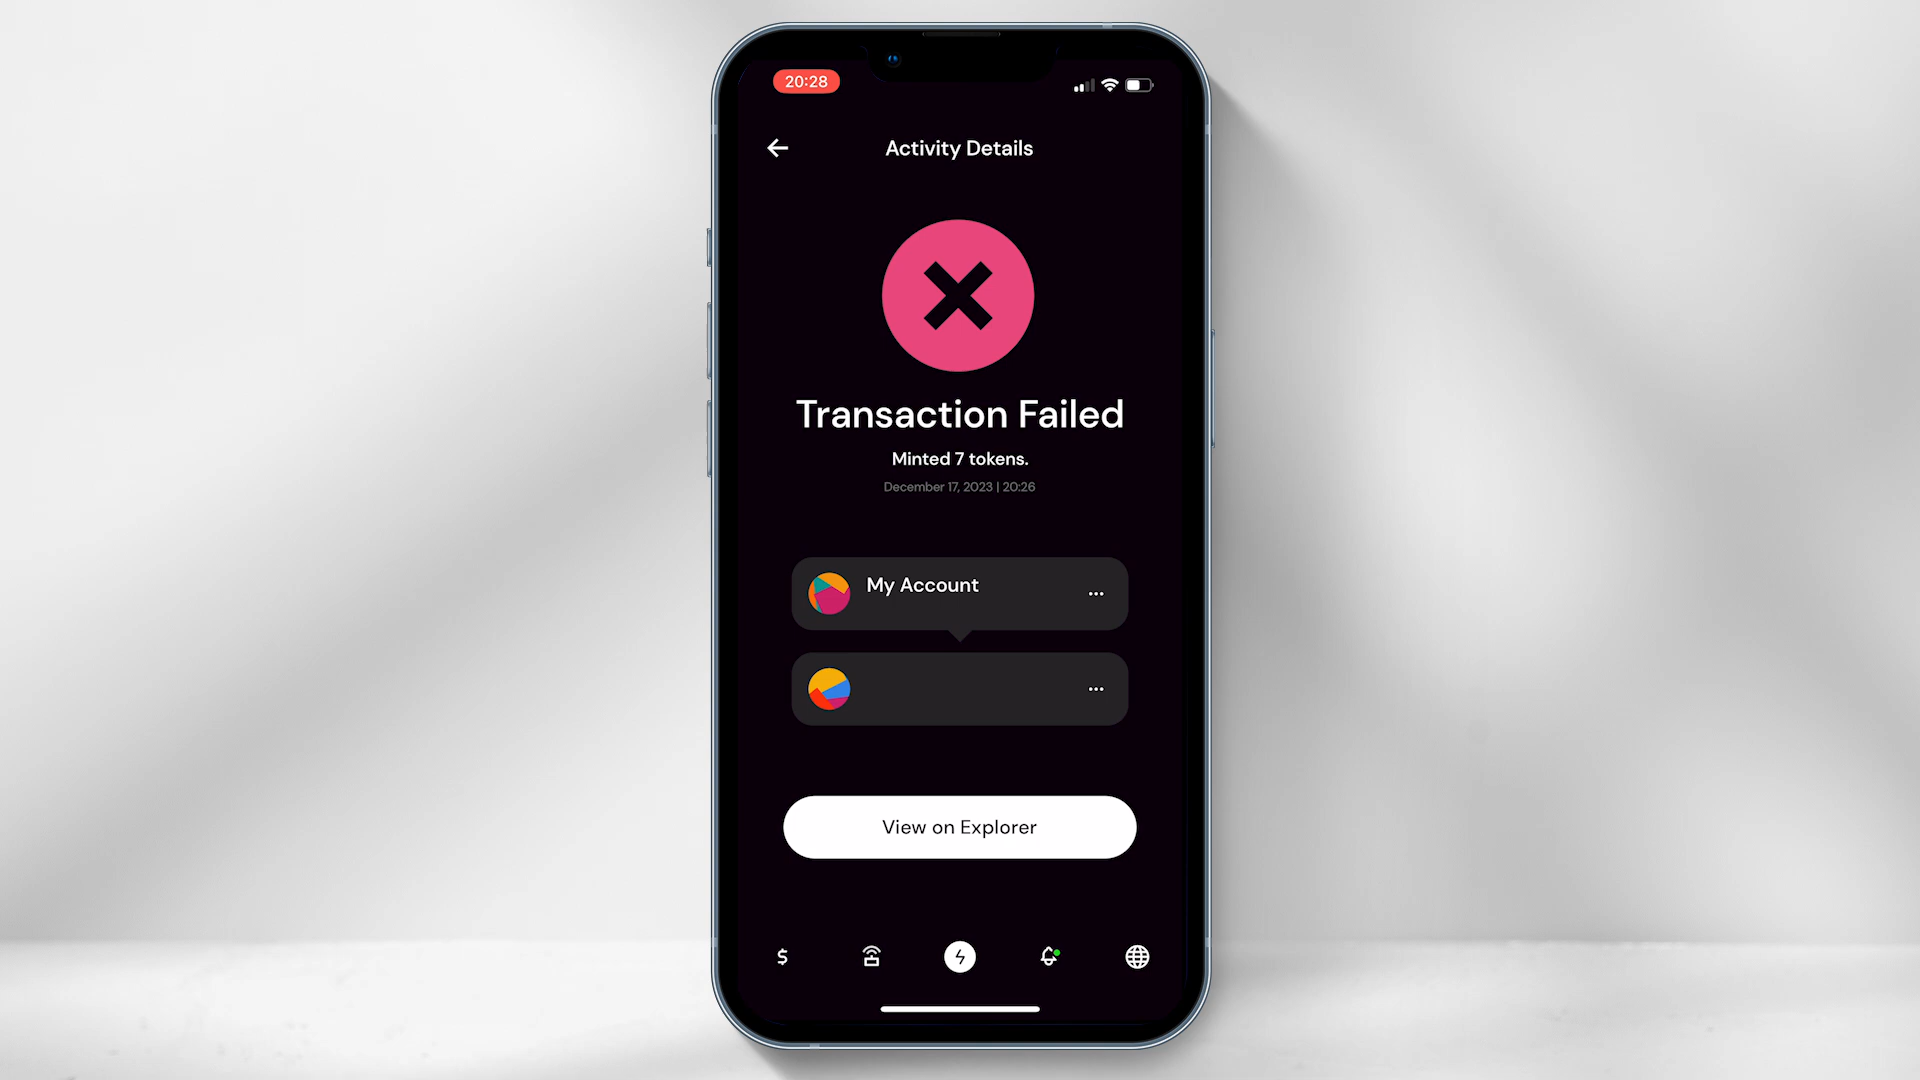 20:28
Activity Details
Transaction Failed
Minted 7 tokens.
December 17, 2023 | 20:26
My Account
View on Explorer